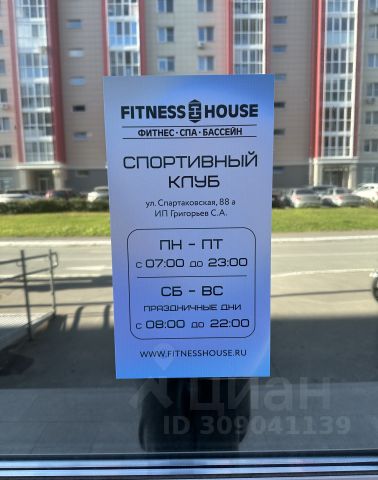 FITNESS HOUSE
ФИТНЕС • СПА • БАССЕЙН
СПОРТИВНЫЙ
КЛУБ
ул. Спартаковская, 88 а
ИП Григорьев С.А.
ПН - ПТ
с 07:00 до 23:00
СБ - ВС
ПРАЗДНИЧНЫЕ ДНИ
с 08:00 до 22:00
WWW.FITNESSHOUSE.RU
циан
ID 309041139